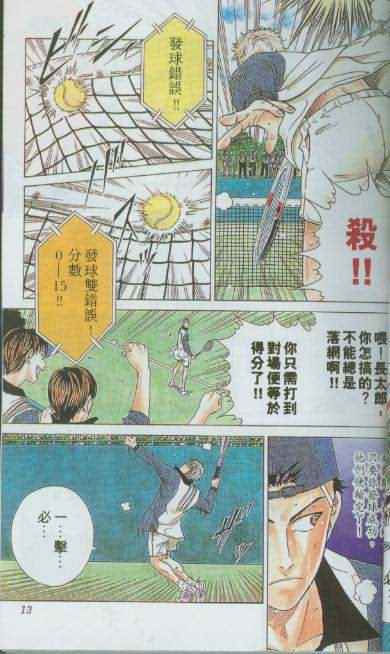 殺!!
發球錯誤!!
發球雙錯誤!
分數
0—15!!
喂,長太郎
你怎搞的?
不能總是
落網啊!!
你只需打到
對場便等於
得分了!!
一…擊…
必…
13